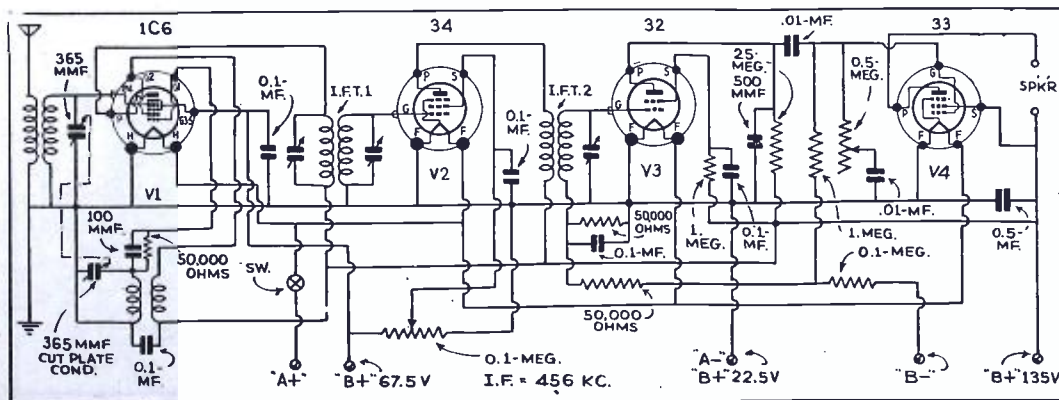 1C6
34
32
33
365
MMF
0.1-
MF.
I.F.T.1
0.1-
MF.
I.F.T.2
.01-MF.
.25-
MEG.
500
MMF
0.5-
MEG.
SPKR
P
S
G
F
F
P
S
G
F
F
G
P
S
F
F
H
H
V1
V2
V3
V4
100
MMF.
50,000
OHMS
SW.
365 MMF
CUT PLATE
COND.
0.1-
MF.
50,000
OHMS
0.1-MF.
1.
MEG.
0.1-
MF.
.01-MF.
1. MEG.
0.1-MEG.
0.5-
MF.
50,000
OHMS
0.1-MEG.
I.F. = 456 KC.
"A+"
"B+" 67.5 V
"A-"
"B+" 22.5V
"B-"
"B+" 135V